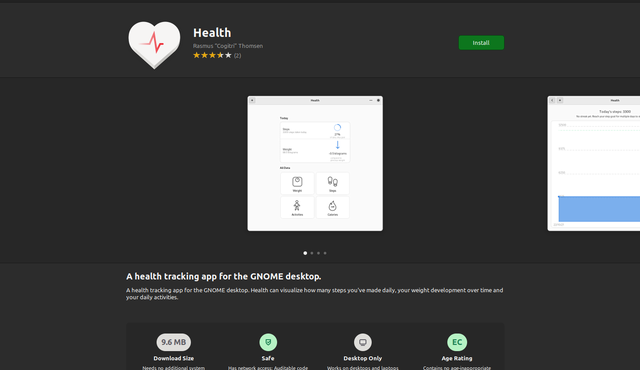 Health
Rasmus "Cogitri" Thomsen
(2)
Install
Health
Today
Steps
Weight
All Data
Weight
Steps
Activities
Calories
Today's steps: 3000
A health tracking app for the GNOME desktop.
A health tracking app for the GNOME desktop. Health can visualize how many steps you've made daily, your weight development over time and
your daily activities.
9.6 MB
EC
Download Size
Safe
Desktop Only
Age Rating
Needs no additional system
Has network access; Auditable code
Works on desktops and laptops
Contains no age-inappropriate